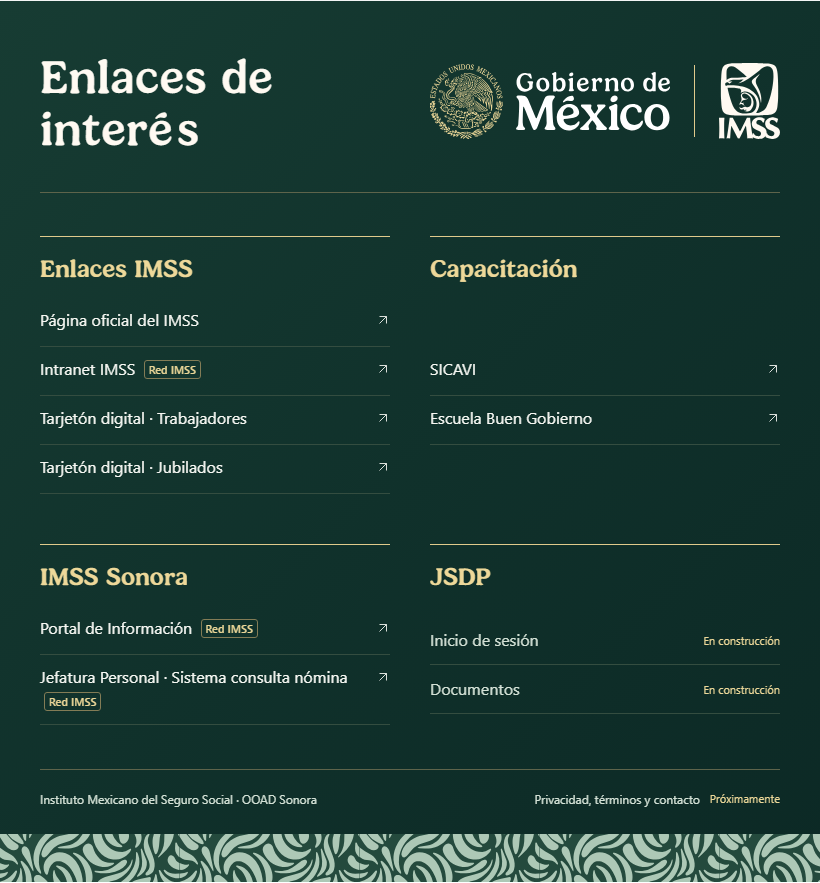 Enlaces de
interés
ESTADOS UNIDOS MEXICANOS
Gobierno de
México
IMSS
Enlaces IMSS
Página oficial del IMSS
Intranet IMSS Red IMSS
Tarjetón digital · Trabajadores
Tarjetón digital · Jubilados
Capacitación
SICAVI
Escuela Buen Gobierno
IMSS Sonora
Portal de Información Red IMSS
Jefatura Personal · Sistema consulta nómina
Red IMSS
JSDP
Inicio de sesión En construcción
Documentos En construcción
Instituto Mexicano del Seguro Social · OOAD Sonora
Privacidad, términos y contacto Próximamente